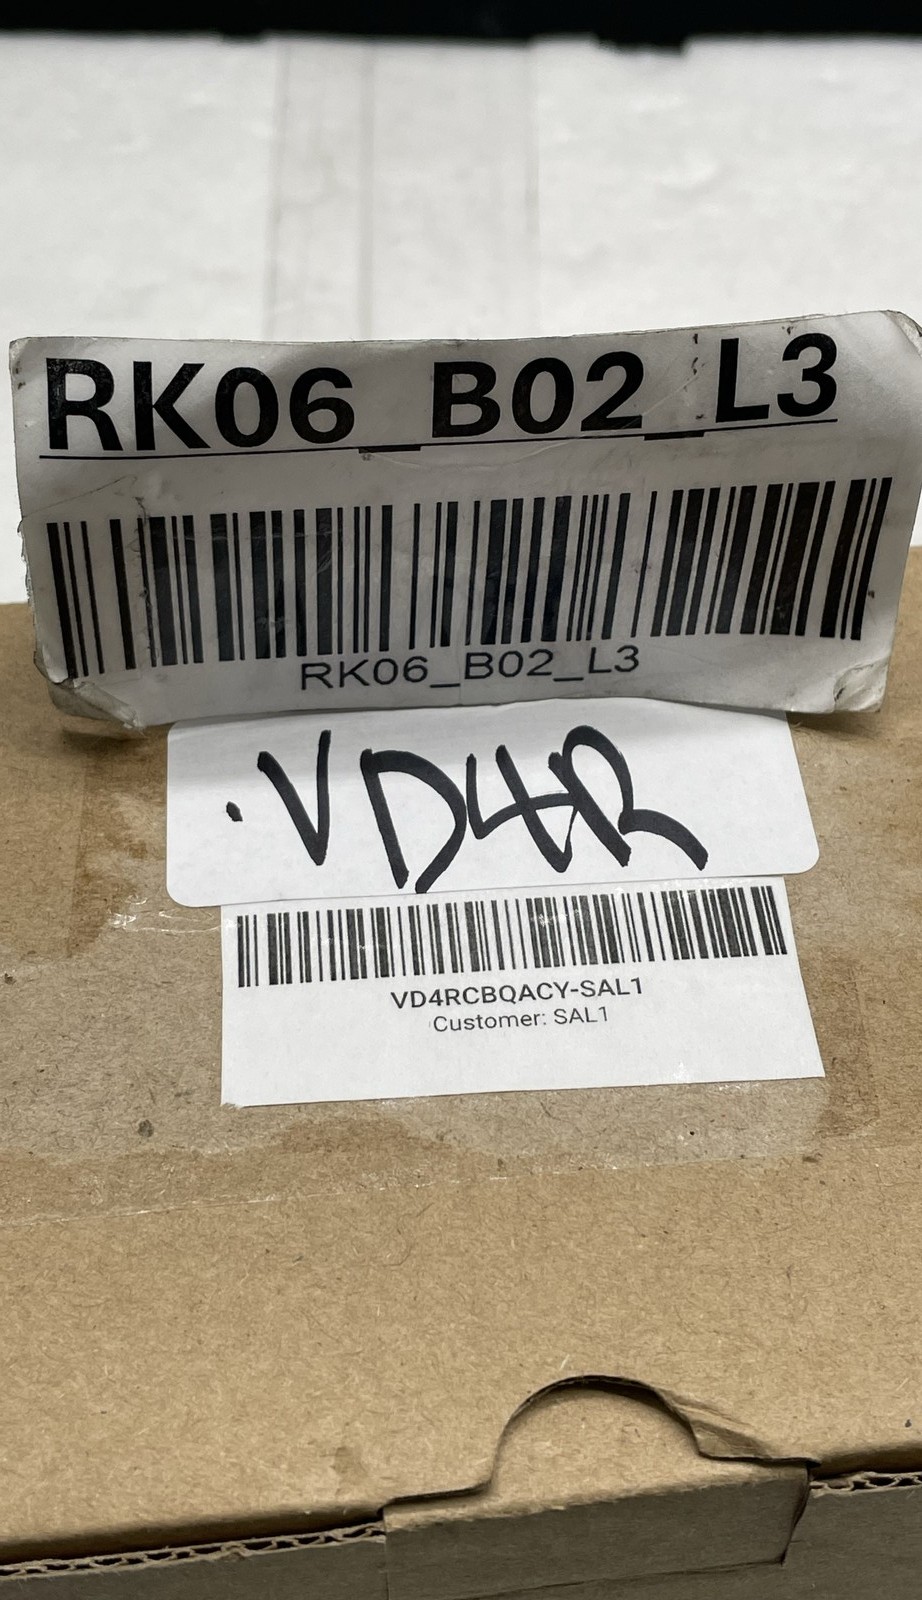 RK06_B02_L3
RK06_B02_L3
.VD4R
VD4RCBQACY-SAL1
Customer: SAL1